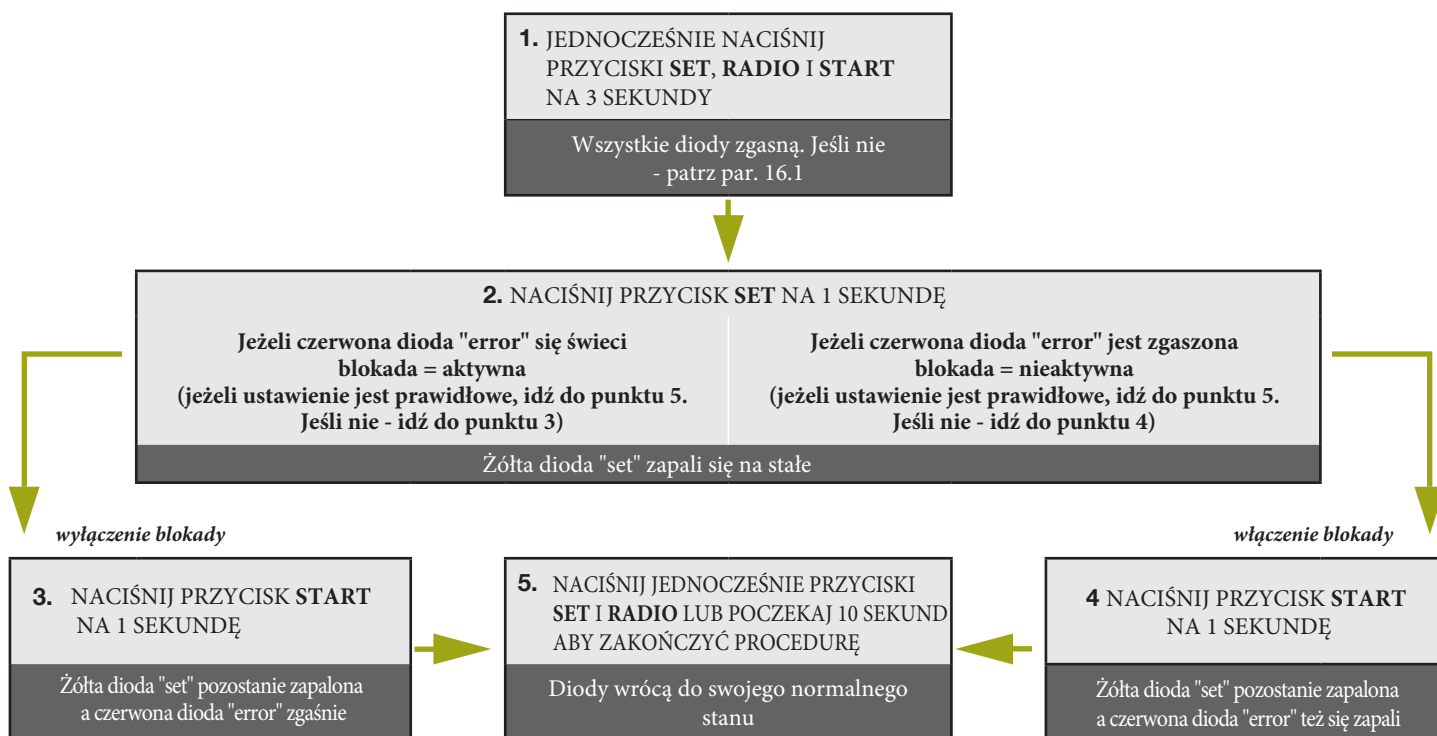 1. JEDNOCZEŚNIE NACIŚNIJ
PRZYCISKI SET, RADIO I START
NA 3 SEKUNDY
Wszystkie diody zgasną. Jeśli nie
- patrz par. 16.1
2. NACIŚNIJ PRZYCISK SET NA 1 SEKUNDĘ
Jeżeli czerwona dioda "error" się świeci
blokada = aktywna
(jeżeli ustawienie jest prawidłowe, idź do punktu 5.
Jeśli nie - idź do punktu 3)
Jeżeli czerwona dioda "error" jest zgaszona
blokada = nieaktywna
(jeżeli ustawienie jest prawidłowe, idź do punktu 5.
Jeśli nie - idź do punktu 4)
Żółta dioda "set" zapali się na stałe
wyłączenie blokady
włączenie blokady
3. NACIŚNIJ PRZYCISK START
NA 1 SEKUNDĘ
Żółta dioda "set" pozostanie zapalona
a czerwona dioda "error" zgaśnie
5. NACIŚNIJ JEDNOCZEŚNIE PRZYCISKI
SET I RADIO LUB POCZEKAJ 10 SEKUND
ABY ZAKOŃCZYĆ PROCEDURĘ
Diody wrócą do swojego normalnego
stanu
4 NACIŚNIJ PRZYCISK START
NA 1 SEKUNDĘ
Żółta dioda "set" pozostanie zapalona
a czerwona dioda "error" też się zapali